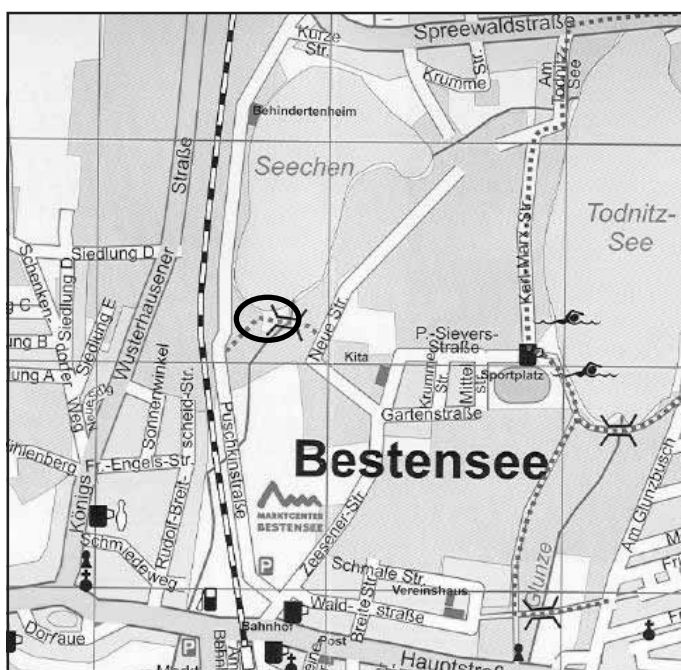 Spreewaldstraße
Kurze
Str.
Krumme
Str.
Am
Todnitz-
See
Behindertenheim
Seechen
Straße
Todnitz-
See
Karl-Marx-Str.
Siedlung D
Schenken-
dorfer
Weg
Siedlung D
Siedlung E
Wusterhausener
Königs
ung B
lung A
Neue Str.
P.-Sievers-
Straße
Kita
Krumme
Str.
Mittel
str.
Sportplatz
Sonnenwinkel
Gartenstraße
Puschkinstraße
Rudolf-Breit-
scheid-Str.
Fr.-Engels-Str.
Bestensee
MARKTCENTER
BESTENSEE
Zeesener-Str.
Am Glunzbusch
Glunze
Schmiedeweg
Schmale Str.
Vereinshaus
Wald-
straße
Breite Str.
Dorfaue
Bahnhof
Post
Hauptstraß